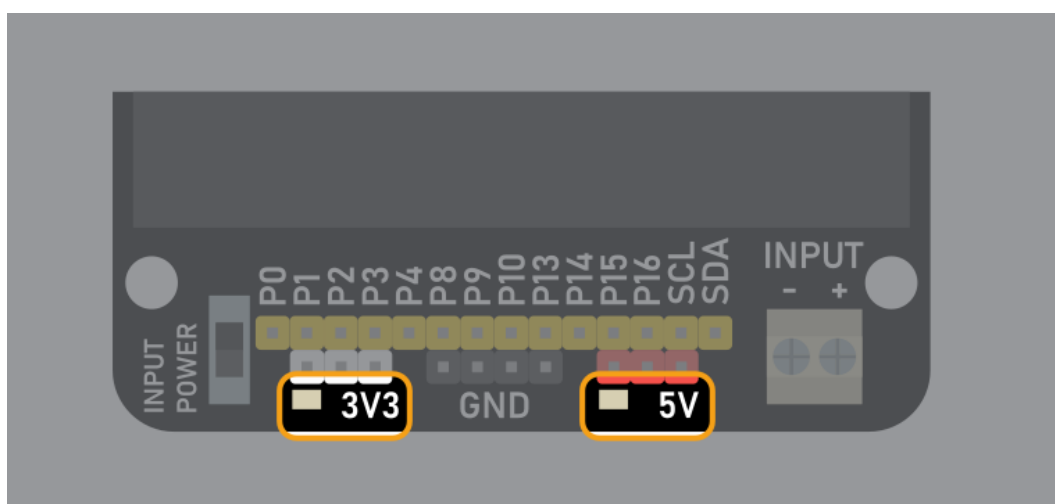 INPUT
- +
P0 P1 P2 P3 P4 P8 P9 P10 P13 P14 P15 P16 SCL SDA
INPUT
POWER
3V3 GND 5V